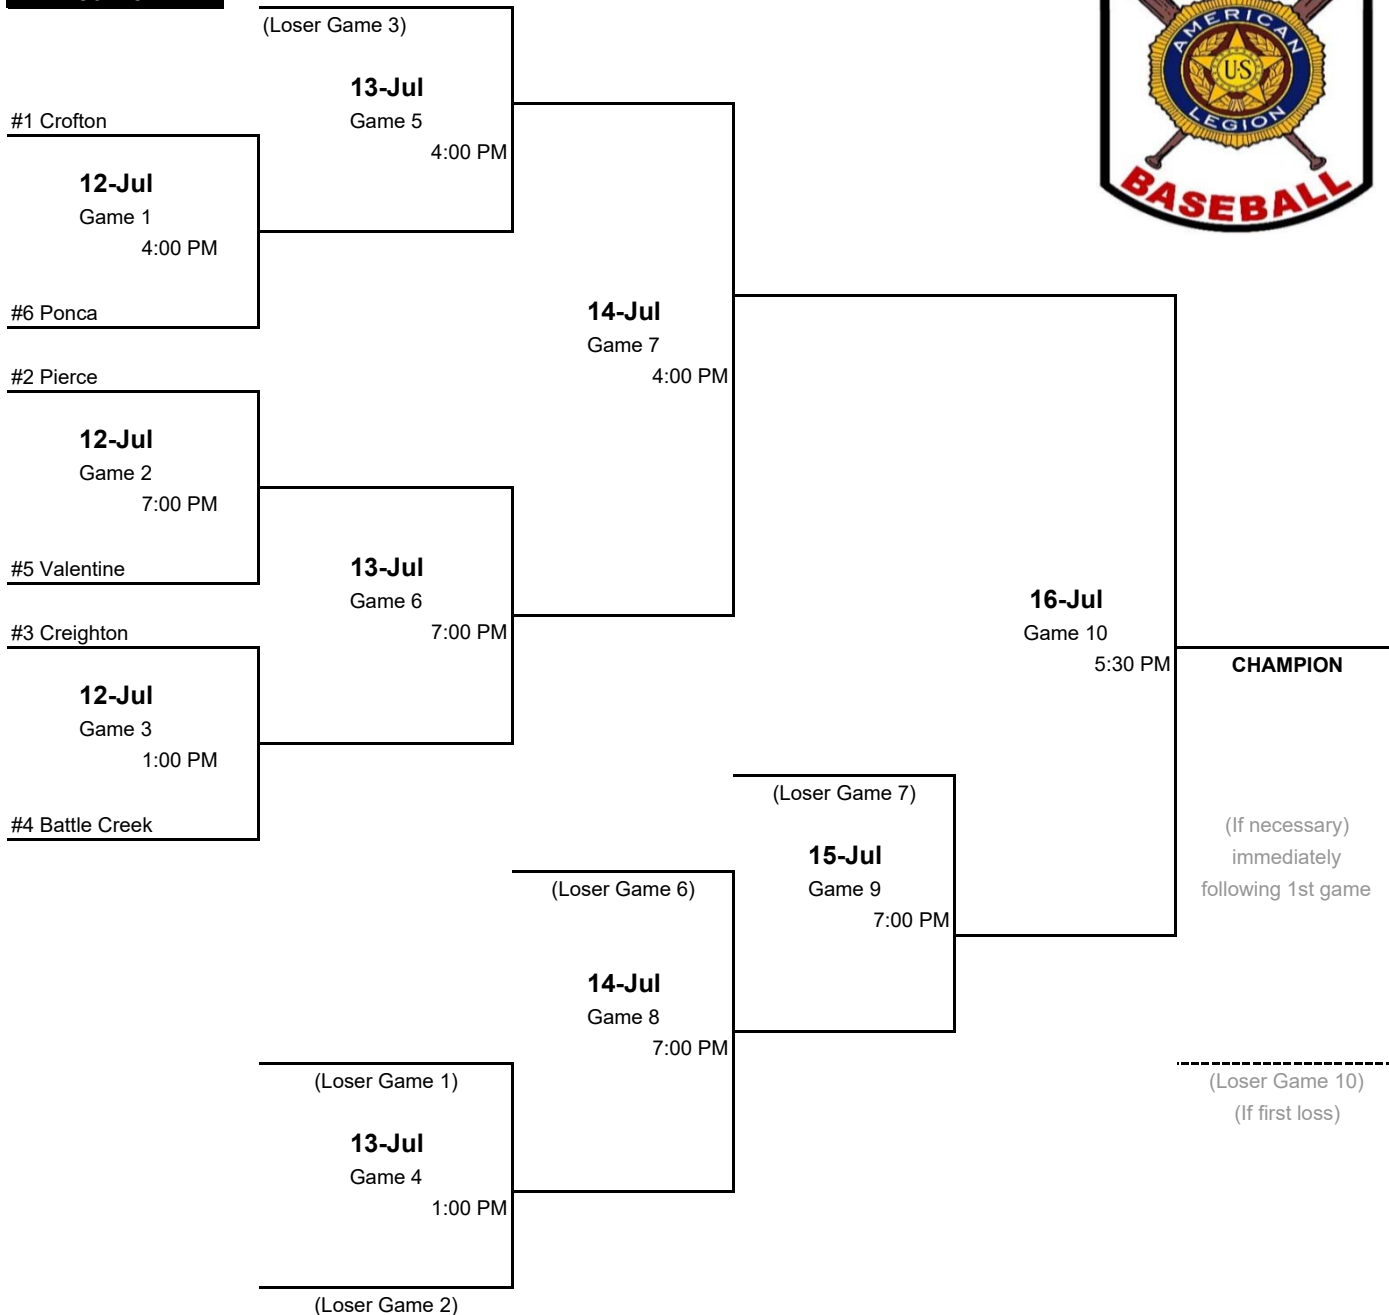 (Loser Game 3)
AMERICAN
U.S
LEGION
BASEBALL
13-Jul
Game 5
4:00 PM
#1 Crofton
12-Jul
Game 1
4:00 PM
#6 Ponca
14-Jul
Game 7
4:00 PM
#2 Pierce
12-Jul
Game 2
7:00 PM
#5 Valentine
13-Jul
Game 6
7:00 PM
#3 Creighton
16-Jul
Game 10
5:30 PM
CHAMPION
12-Jul
Game 3
1:00 PM
#4 Battle Creek
(Loser Game 7)
(If necessary)
immediately
following 1st game
15-Jul
Game 9
7:00 PM
(Loser Game 6)
14-Jul
Game 8
7:00 PM
(Loser Game 1)
(Loser Game 10)
(If first loss)
13-Jul
Game 4
1:00 PM
(Loser Game 2)